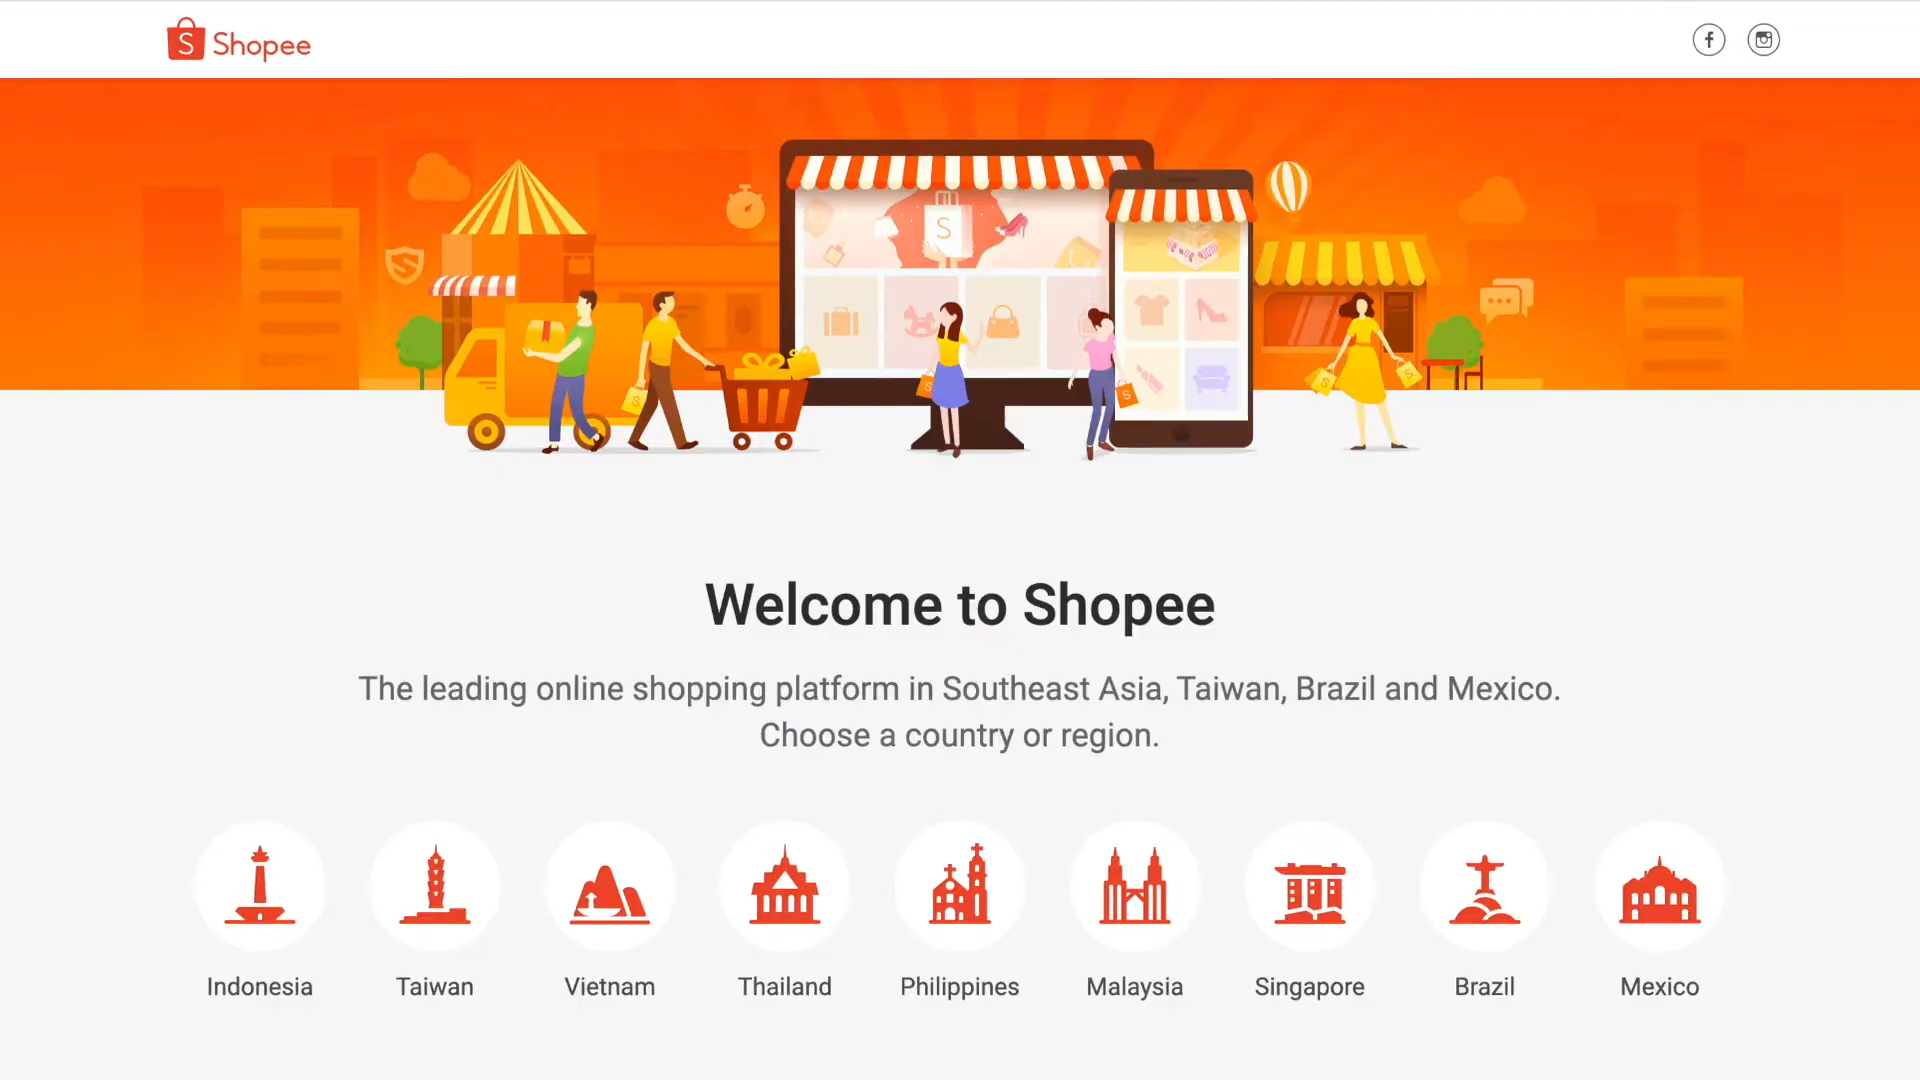 Shopee
Welcome to Shopee
The leading online shopping platform in Southeast Asia, Taiwan, Brazil and Mexico.
Choose a country or region.
Indonesia
Taiwan
Vietnam
Thailand
Philippines
Malaysia
Singapore
Brazil
Mexico